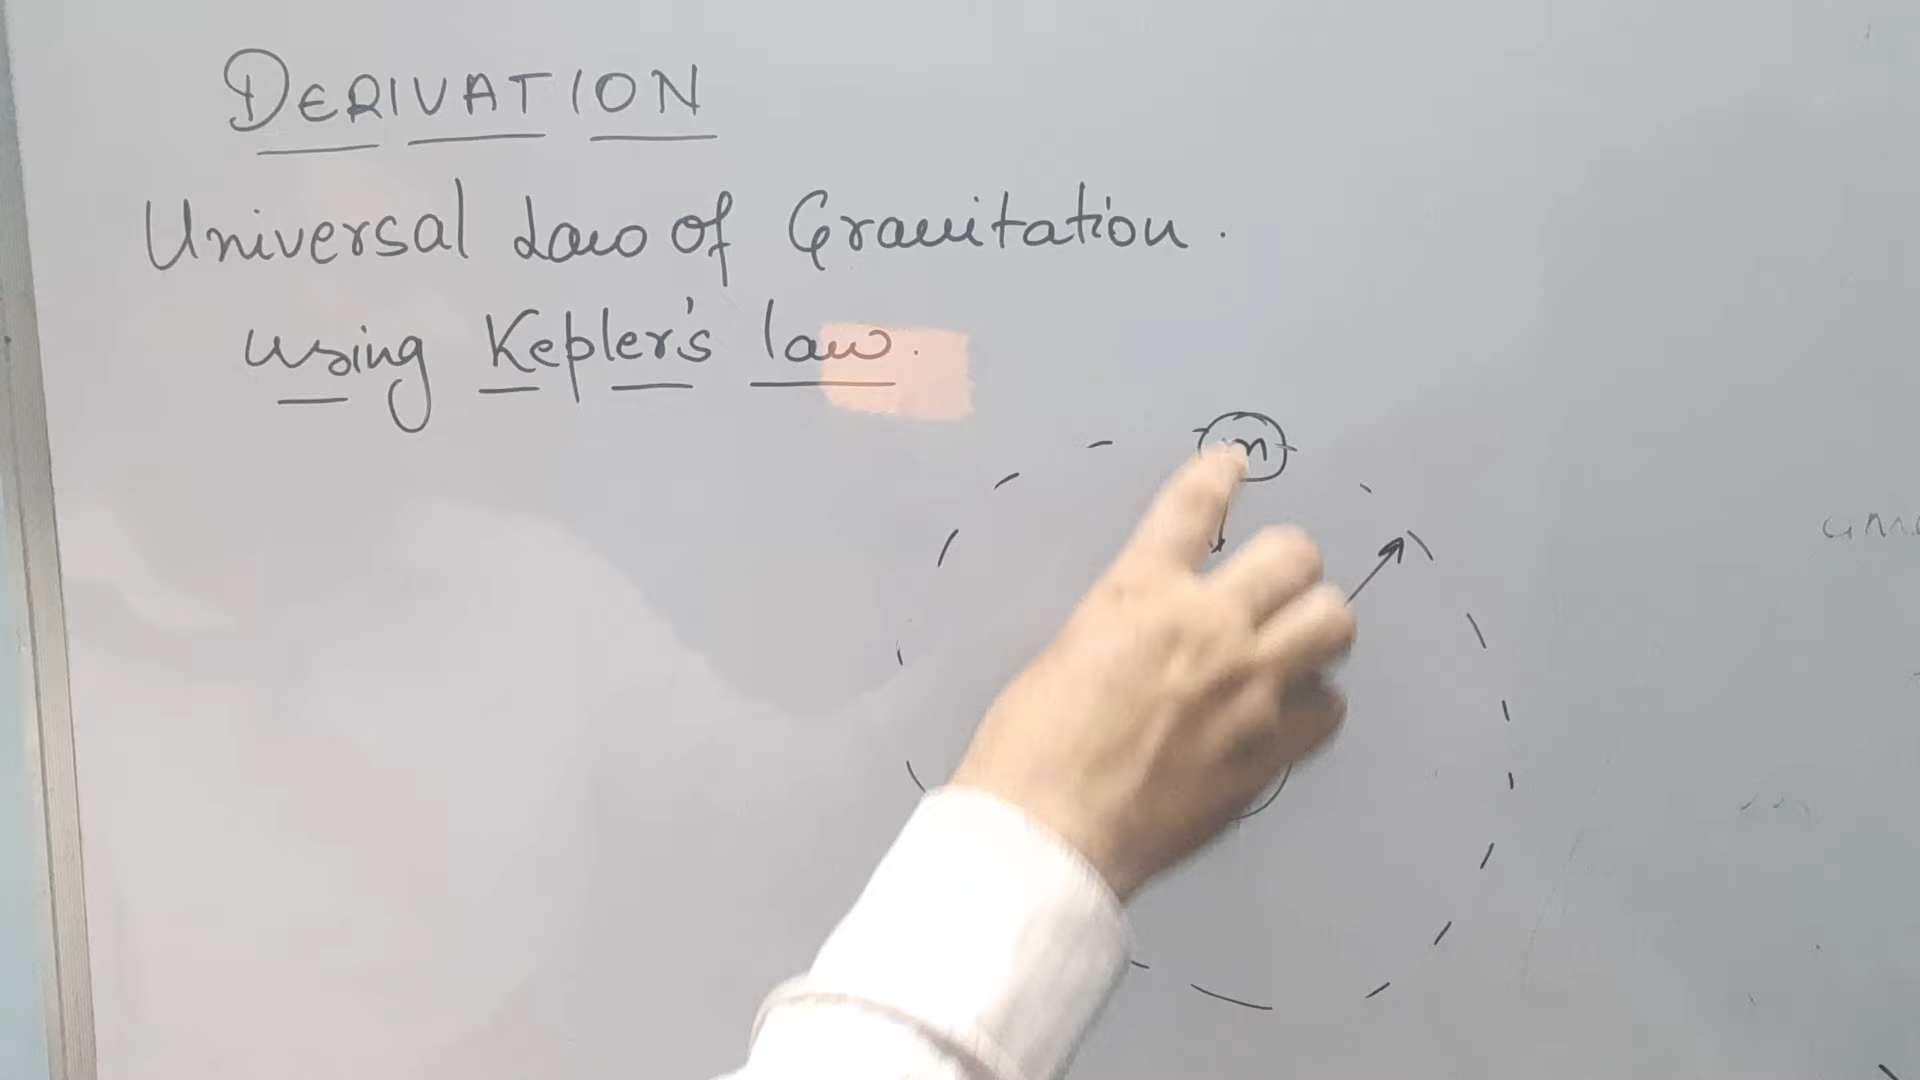 DERIVATION
Universal Law of Gravitation.
using Kepler's law.
m